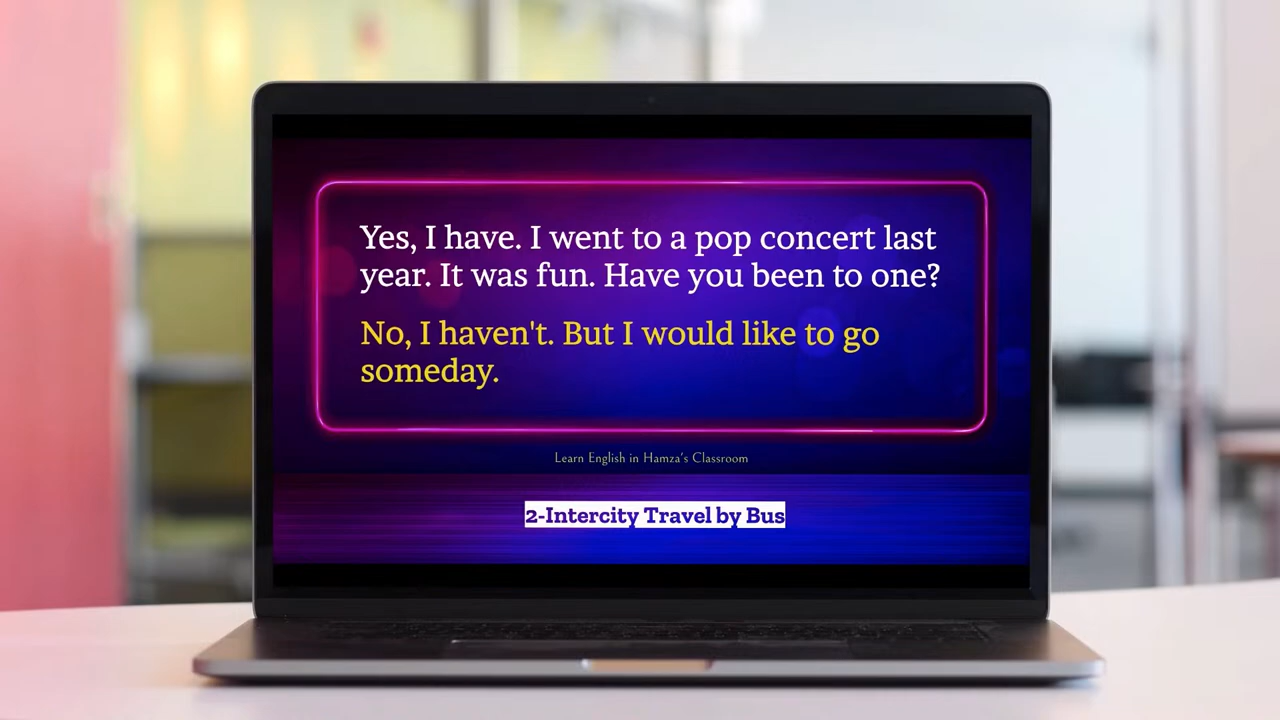 Yes, I have. I went to a pop concert last
year. It was fun. Have you been to one?
No, I haven't. But I would like to go
someday.
Learn English in Hamza's Classroom
2-Intercity Travel by Bus